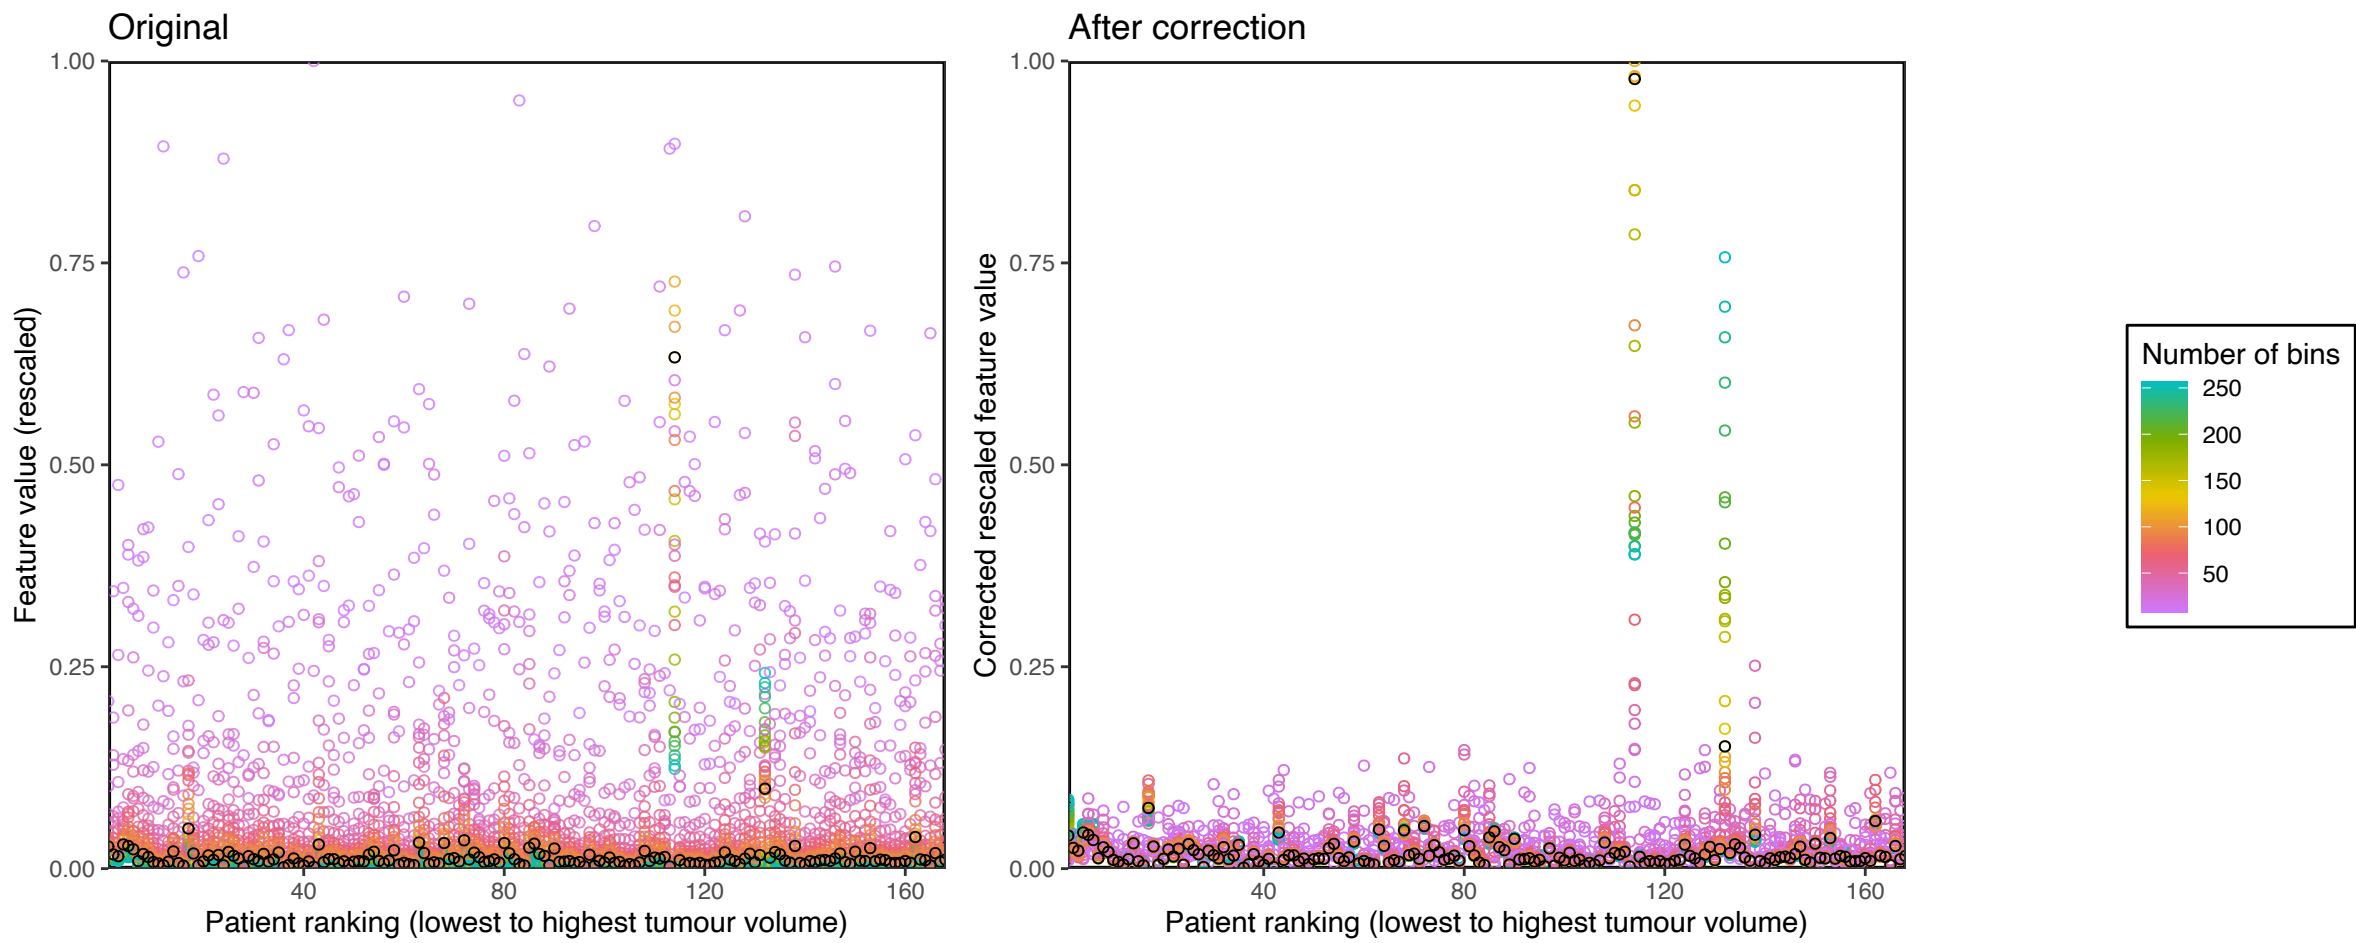 Original
1.00
0.75
0.50
0.25
0.00
Feature value (rescaled)
40 80 120 160
Patient ranking (lowest to highest tumour volume)
After correction
1.00
0.75
0.50
0.25
0.00
Corrected rescaled feature value
40 80 120 160
Patient ranking (lowest to highest tumour volume)
Number of bins
250
200
150
100
50